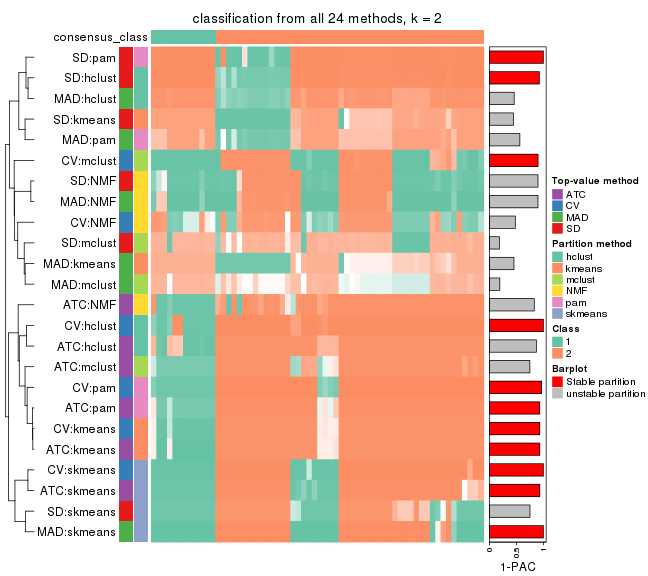 classification from all 24 methods, k = 2
consensus_class
SD:pam
SD:hclust
MAD:hclust
SD:kmeans
MAD:pam
CV:mclust
SD:NMF
MAD:NMF
CV:NMF
SD:mclust
MAD:kmeans
MAD:mclust
ATC:NMF
CV:hclust
ATC:hclust
ATC:mclust
CV:pam
ATC:pam
CV:kmeans
ATC:kmeans
CV:skmeans
ATC:skmeans
SD:skmeans
MAD:skmeans
0
0.5
1
1-PAC
Top-value method
ATC
CV
MAD
SD
Partition method
hclust
kmeans
mclust
NMF
pam
skmeans
Class
1
2
Barplot
Stable partition
unstable partition